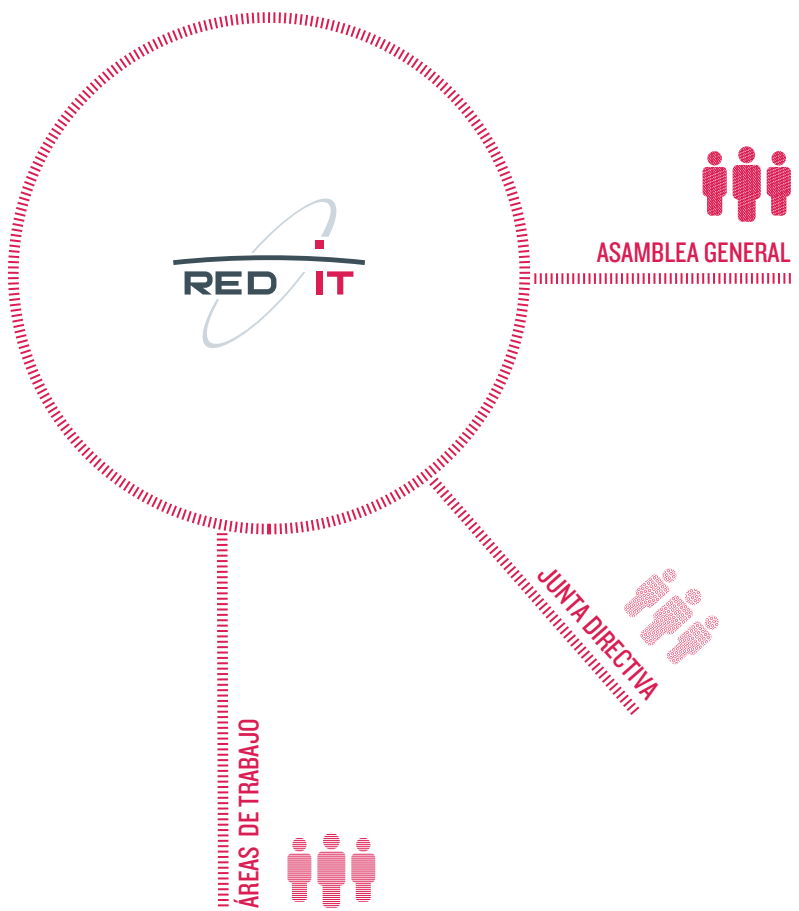 RED iT
ASAMBLEA GENERAL
JUNTA DIRECTIVA
ÁREAS DE TRABAJO